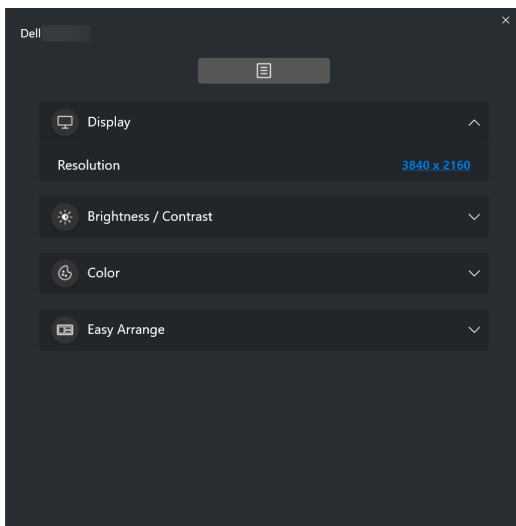 Dell
Display
Resolution 3840 x 2160
Brightness / Contrast
Color
Easy Arrange